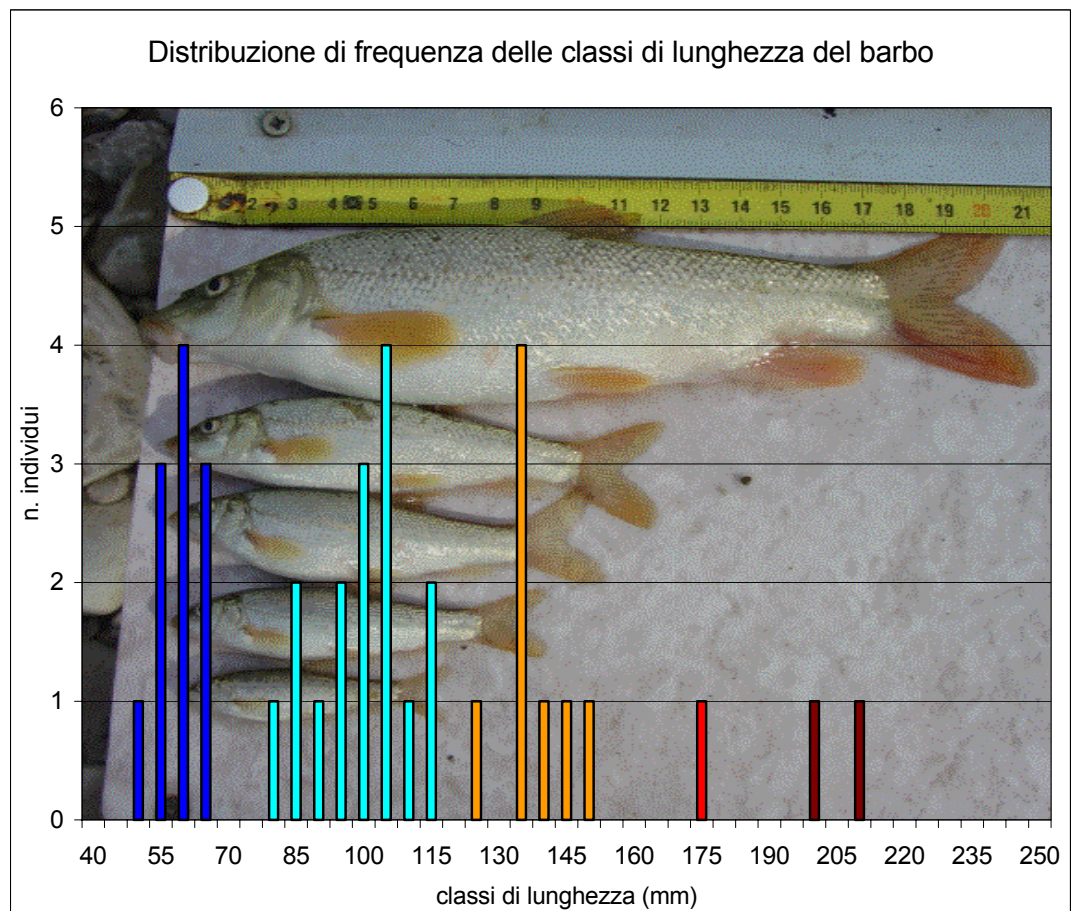 Distribuzione di frequenza delle classi di lunghezza del barbo
6
5
4
3
2
1
0
n. individui
2 3 4 5 6 7 8 9 11 12 13 14 15 16 17 18 19 20 21
40 55 70 85 100 115 130 145 160 175 190 205 220 235 250
classi di lunghezza (mm)